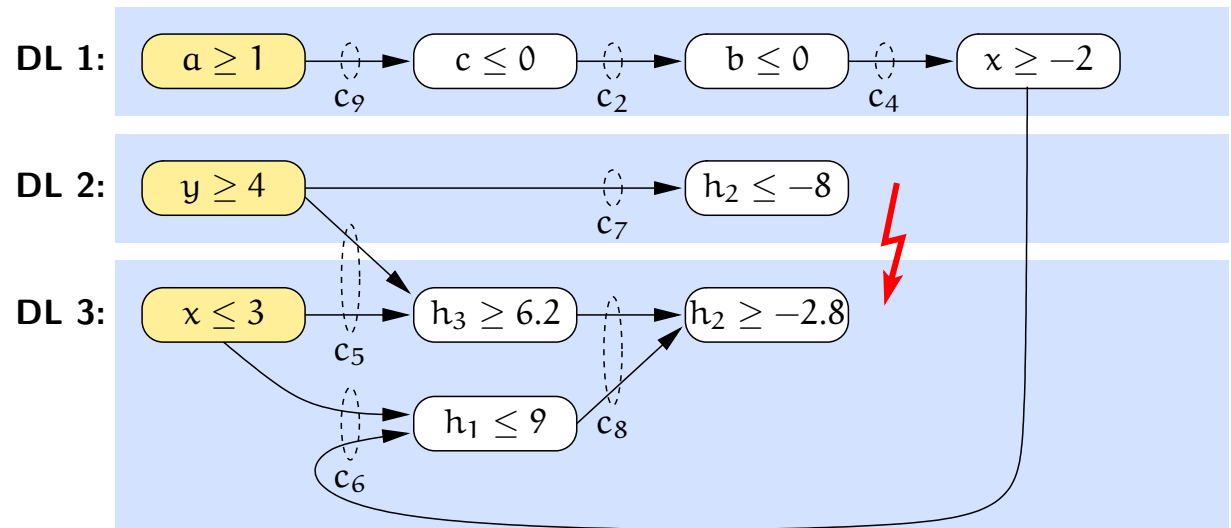 DL 1: a ≥ 1 c ≤ 0 b ≤ 0 x ≥ −2
c₉ c₂ c₄
DL 2: y ≥ 4 h₂ ≤ −8
c₇
DL 3: x ≤ 3 h₃ ≥ 6.2 h₂ ≥ −2.8
c₅
h₁ ≤ 9 c₈
c₆